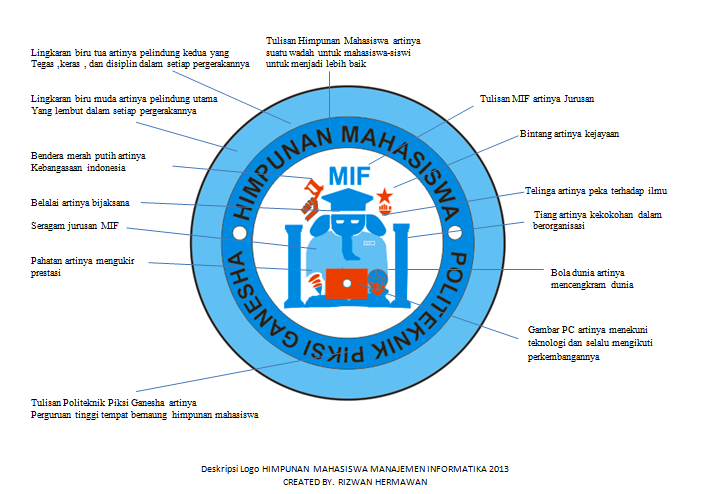 Tulisan Himpunan Mahasiswa artinya
suatu wadah untuk mahasiswa-siswi
untuk menjadi lebih baik
Lingkaran biru tua artinya pelindung kedua yang
Tegas ,keras , dan disiplin dalam setiap pergerakannya
Lingkaran biru muda artinya pelindung utama
Yang lembut dalam setiap pergerakannya
Tulisan MIF artinya Jurusan
Bintang artinya kejayaan
Bendera merah putih artinya
Kebangasaan indonesia
Belalai artinya bijaksana
Telinga artinya peka terhadap ilmu
Seragam jurusan MIF
Tiang artinya kekokohan dalam
berorganisasi
Pahatan artinya mengukir
prestasi
Bola dunia artinya
mencengkram dunia
Gambar PC artinya menekuni
teknologi dan selalu mengikuti
perkembangannya
HIMPUNAN MAHASISWA
MIF
POLITEKNIK PIKSI GANESHA
Tulisan Politeknik Piksi Ganesha artinya
Perguruan tinggi tempat bernaung himpunan mahasiswa
Deskripsi Logo HIMPUNAN MAHASISWA MANAJEMEN INFORMATIKA 2013
CREATED BY. RIZWAN HERMAWAN